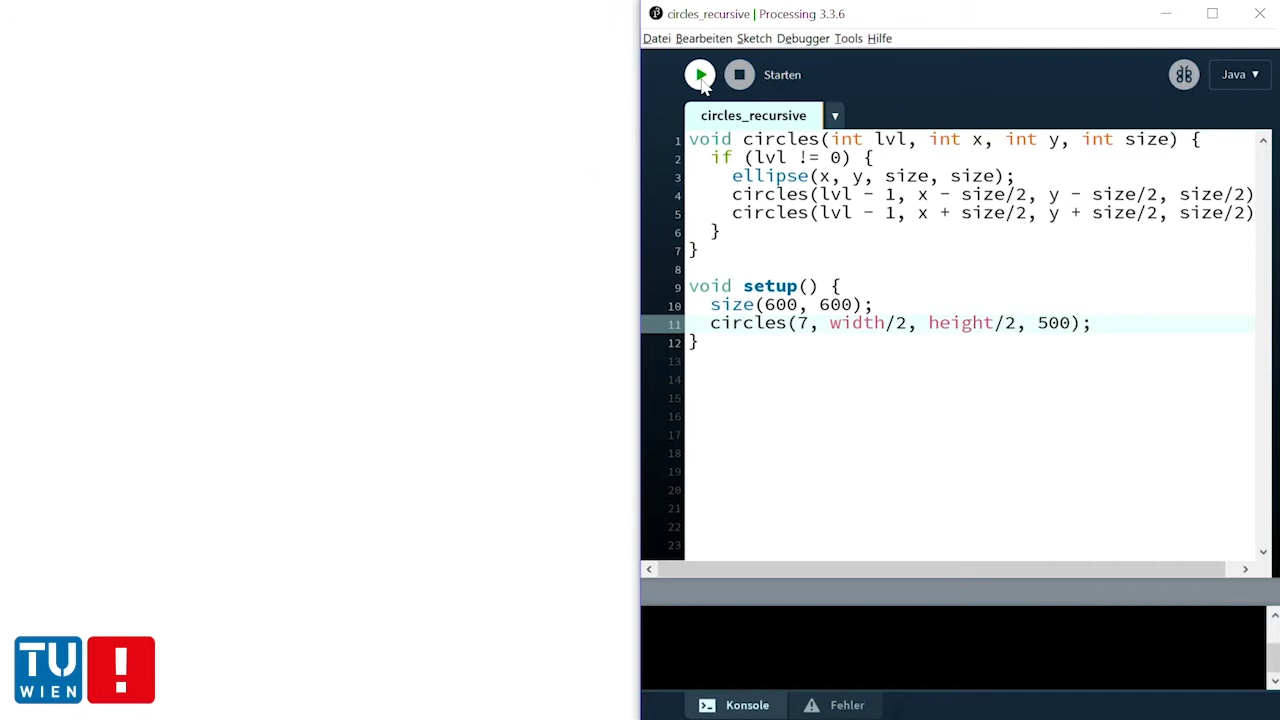 circles_recursive | Processing 3.3.6
Datei Bearbeiten Sketch Debugger Tools Hilfe
Starten
Java ▾
circles_recursive
1 void circles(int lvl, int x, int y, int size) {
2 if (lvl != 0) {
3 ellipse(x, y, size, size);
4 circles(lvl - 1, x - size/2, y - size/2, size/2)
5 circles(lvl - 1, x + size/2, y + size/2, size/2)
6 }
7 }
8
9 void setup() {
10 size(600, 600);
11 circles(7, width/2, height/2, 500);
12 }
13
14
15
16
17
18
19
20
21
22
23
TU
WIEN
!
Konsole
Fehler